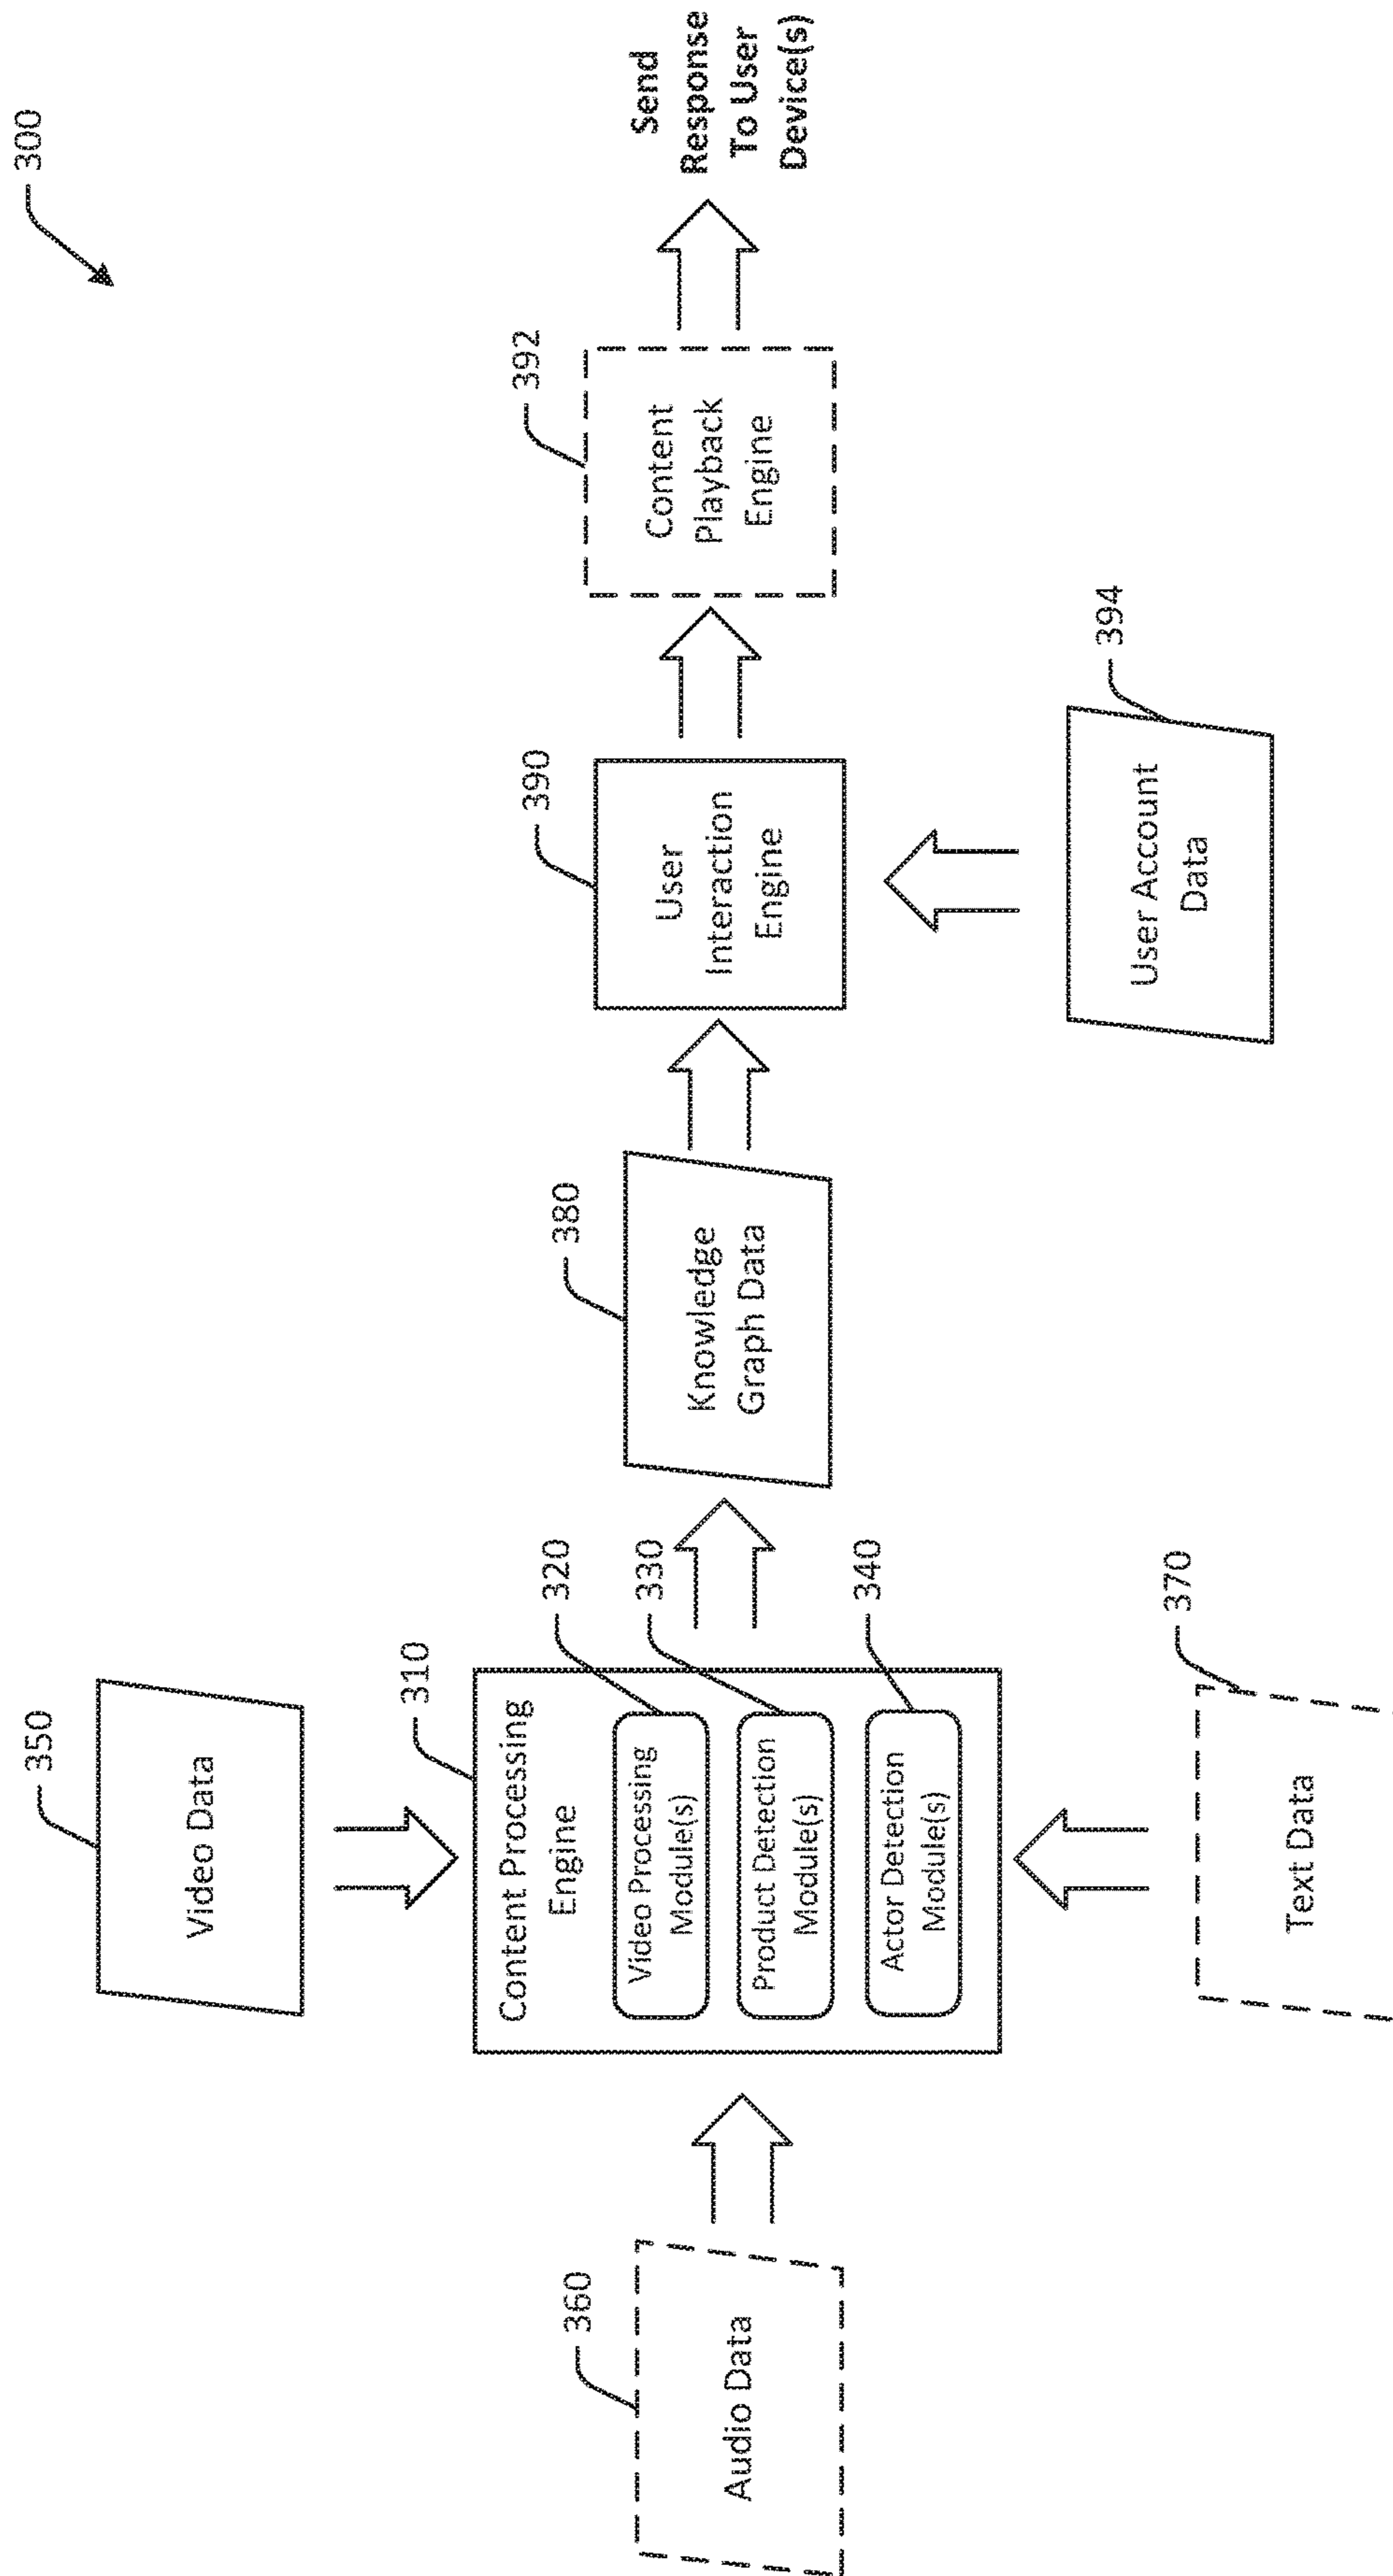 300
350
Video Data
310
Content Processing
Engine
320
Video Processing
Module(s)
330
Product Detection
Module(s)
340
Actor Detection
Module(s)
360
Audio Data
370
Text Data
380
Knowledge
Graph Data
390
User
Interaction
Engine
394
User Account
Data
392
Content
Playback
Engine
Send
Response
To User
Device(s)